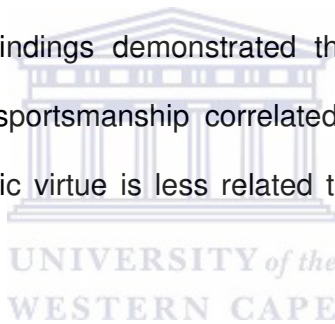 indings demonstrated th
sportsmanship correlated
ic virtue is less related t
UNIVERSITY of the
WESTERN CAPE